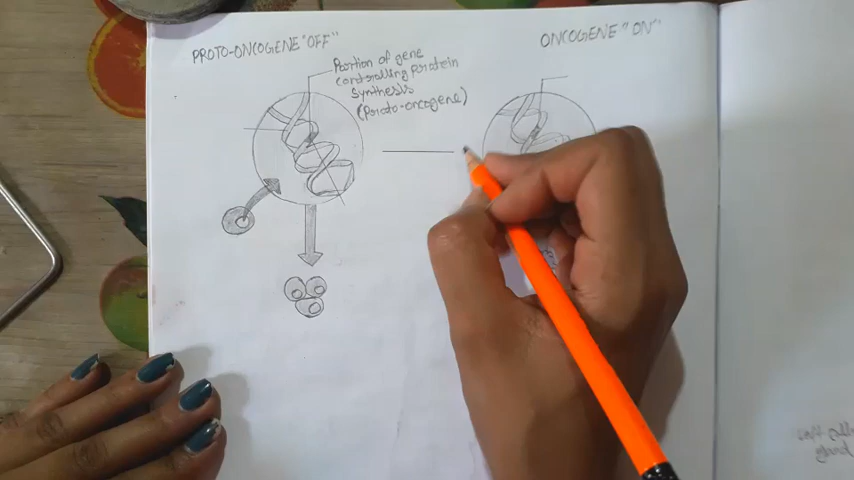 PROTO-ONCOGENE "OFF"
ONCOGENE "ON"
Portion of gene
controlling protein
synthesis
(Proto-oncogene)